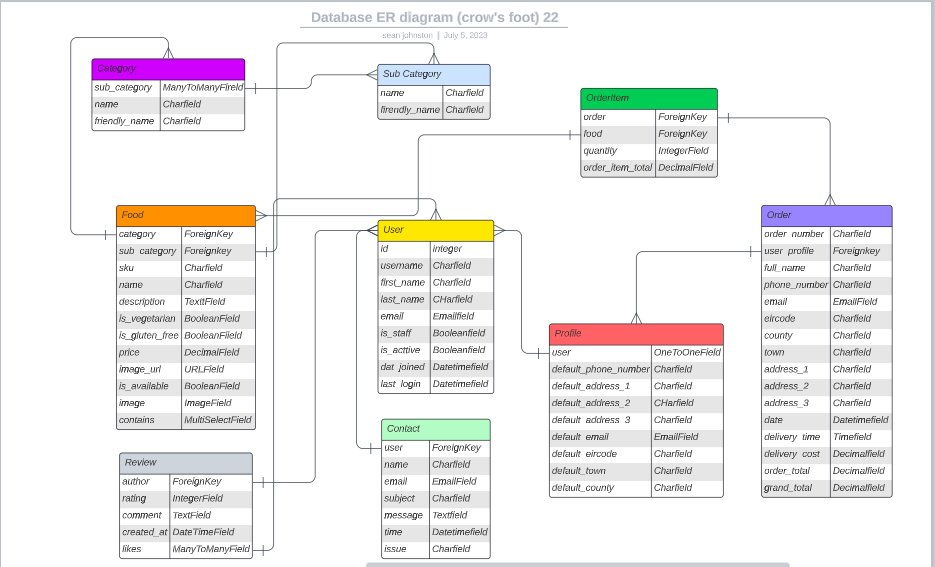 Database ER diagram (crow's foot) 22
sean johnston | July 5, 2023
Category
sub_category ManyToManyFireld
name Charfield
friendly_name Charfield
Sub Category
name Charfield
firendly_name Charfield
OrderItem
order ForeignKey
food ForeignKey
quantity IntegerField
order_item_total DecimalField
Food
category ForeignKey
sub_category Foreignkey
sku Charfield
name Charfield
description TexttField
is_vegetarian BooleanField
is_gluten_free BooleanFileld
price DecimalField
image_url URLField
is_available BooleanField
image ImageField
contains MultiSelectField
User
id integer
username Charfield
first_name Charfield
last_name CHarfield
email Emailfield
is_staff Booleanfield
is_acttive Booleanfield
dat_joined Datetimefield
last_login Datetimefield
Order
order_number Charfield
user_profile Foreignkey
full_name Charfield
phone_number Charfield
email EmailField
eircode Charfield
county Charfield
town Charfield
address_1 Charfield
address_2 Charfield
address_3 Charfield
date Datetimefield
delivery_time Timefield
delivery_cost Decimalfield
order_total Decimalfield
grand_total Decimalfield
Profile
user OneToOneField
default_phone_number Charfield
default_address_1 Charfield
default_address_2 CHarfield
default_address_3 Charfield
default_email EmailField
default_eircode Charfield
default_town Charfield
default_county Charfield
Contact
user ForeignKey
name Charfield
email EmailField
subject Charfield
message Textfield
time Datetimefield
issue Charfield
Review
author ForeignKey
rating IntegerField
comment TextField
created_at DateTimeField
likes ManyToManyField